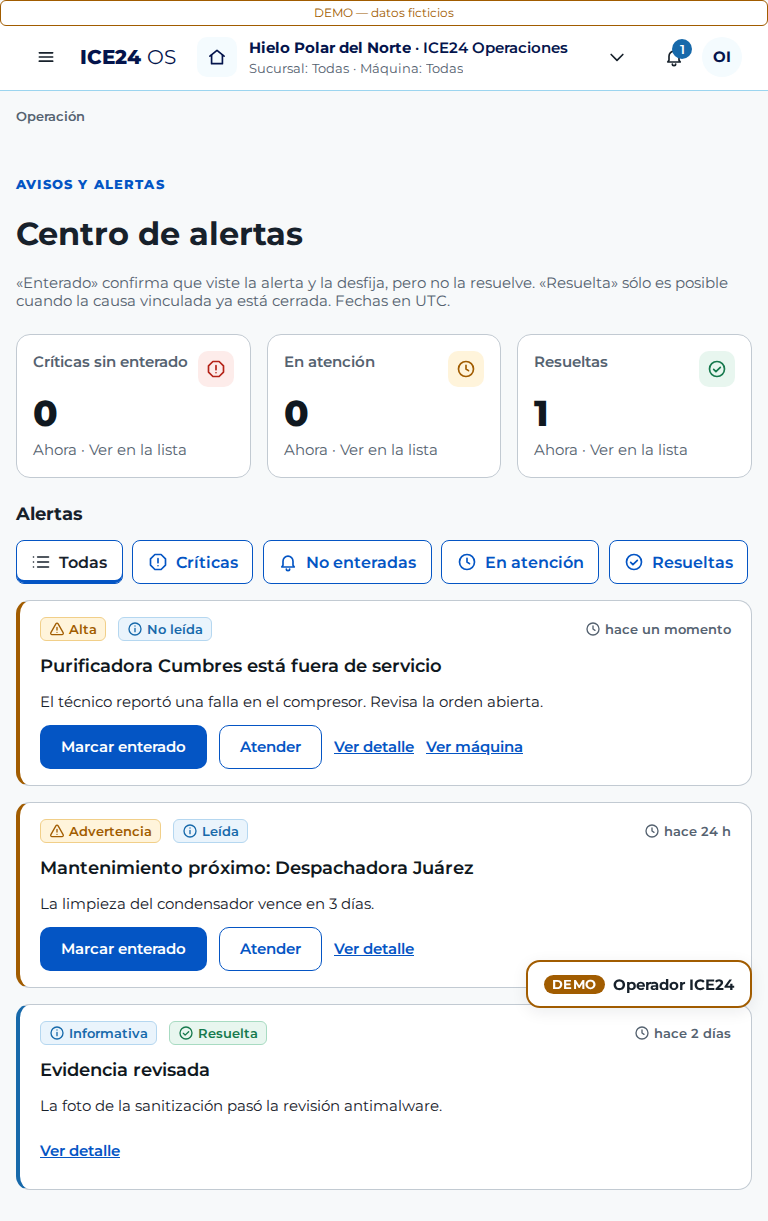 DEMO — datos ficticios
ICE24 OS
Hielo Polar del Norte · ICE24 Operaciones
Sucursal: Todas · Máquina: Todas
1
OI
Operación
AVISOS Y ALERTAS
Centro de alertas
«Enterado» confirma que viste la alerta y la desfija, pero no la resuelve. «Resuelta» sólo es posible
cuando la causa vinculada ya está cerrada. Fechas en UTC.
Críticas sin enterado
0
Ahora · Ver en la lista
En atención
0
Ahora · Ver en la lista
Resueltas
1
Ahora · Ver en la lista
Alertas
Todas
Críticas
No enteradas
En atención
Resueltas
Alta
No leída
hace un momento
Purificadora Cumbres está fuera de servicio
El técnico reportó una falla en el compresor. Revisa la orden abierta.
Marcar enterado
Atender
Ver detalle
Ver máquina
Advertencia
Leída
hace 24 h
Mantenimiento próximo: Despachadora Juárez
La limpieza del condensador vence en 3 días.
Marcar enterado
Atender
Ver detalle
DEMO Operador ICE24
Informativa
Resuelta
hace 2 días
Evidencia revisada
La foto de la sanitización pasó la revisión antimalware.
Ver detalle